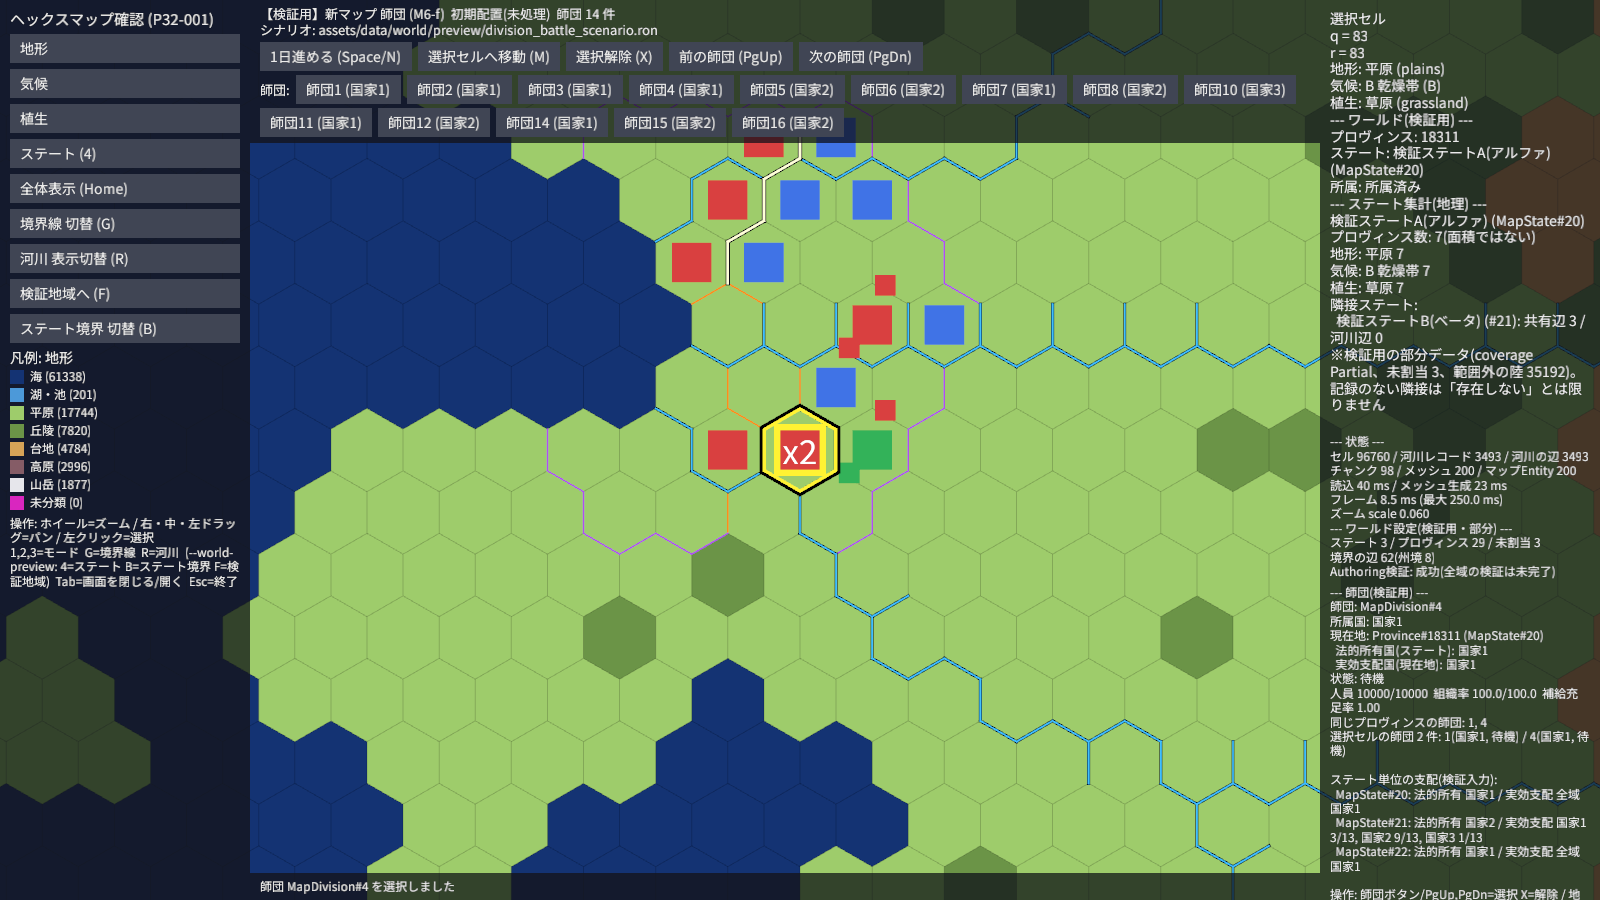 ヘックスマップ確認 (P32-001)
地形
気候
植生
ステート (4)
全体表示 (Home)
境界線 切替 (G)
河川 表示切替 (R)
検証地域へ (F)
ステート境界 切替 (B)
凡例: 地形
海 (61338)
湖・池 (201)
平原 (17744)
丘陵 (7820)
台地 (4784)
高原 (2996)
山岳 (1877)
未分類 (0)
操作: ホイール=ズーム / 右・中・左ドラッ
グ=パン / 左クリック=選択
1,2,3=モード G=境界線 R=河川 (--world-
preview: 4=ステート B=ステート境界 F=検
証地域) Tab=画面を閉じる/開く Esc=終了
【検証用】新マップ 師団 (M6-f) 初期配置(未処理) 師団 14 件
シナリオ: assets/data/world/preview/division_battle_scenario.ron
1日進める (Space/N)
選択セルへ移動 (M)
選択解除 (X)
前の師団 (PgUp)
次の師団 (PgDn)
師団:
師団1 (国家1)
師団2 (国家1)
師団3 (国家1)
師団4 (国家1)
師団5 (国家2)
師団6 (国家2)
師団7 (国家1)
師団8 (国家2)
師団10 (国家3)
師団11 (国家1)
師団12 (国家2)
師団14 (国家1)
師団15 (国家2)
師団16 (国家2)
x2
師団 MapDivision#4 を選択しました
選択セル
q = 83
r = 83
地形: 平原 (plains)
気候: B 乾燥帯 (B)
植生: 草原 (grassland)
--- ワールド(検証用) ---
プロヴィンス: 18311
ステート: 検証ステートA(アルファ)
(MapState#20)
所属: 所属済み
--- ステート集計(地理) ---
検証ステートA(アルファ) (MapState#20)
プロヴィンス数: 7(面積ではない)
地形: 平原 7
気候: B 乾燥帯 7
植生: 草原 7
隣接ステート:
検証ステートB(ベータ) (#21): 共有辺 3 /
河川辺 0
※検証用の部分データ(coverage
Partial、未割当 3、範囲外の陸 35192)。
記録のない隣接は「存在しない」とは限
りません
--- 状態 ---
セル 96760 / 河川レコード 3493 / 河川の辺 3493
チャンク 98 / メッシュ 200 / マップEntity 200
読込 40 ms / メッシュ生成 23 ms
フレーム 8.5 ms (最大 250.0 ms)
ズーム scale 0.060
--- ワールド設定(検証用・部分) ---
ステート 3 / プロヴィンス 29 / 未割当 3
境界の辺 62(州境 8)
Authoring検証: 成功(全域の検証は未完了)
--- 師団(検証用) ---
師団: MapDivision#4
所属国: 国家1
現在地: Province#18311 (MapState#20)
法的所有国(ステート): 国家1
実効支配国(現在地): 国家1
状態: 待機
人員 10000/10000 組織率 100.0/100.0 補給充
足率 1.00
同じプロヴィンスの師団: 1, 4
選択セルの師団 2 件: 1(国家1, 待機) / 4(国家1, 待
機)
ステート単位の支配(検証入力):
MapState#20: 法的所有 国家1 / 実効支配 全域
国家1
MapState#21: 法的所有 国家2 / 実効支配 国家1
3/13, 国家2 9/13, 国家3 1/13
MapState#22: 法的所有 国家1 / 実効支配 全域
国家1
操作: 師団ボタン/PgUp,PgDn=選択 X=解除 / 地